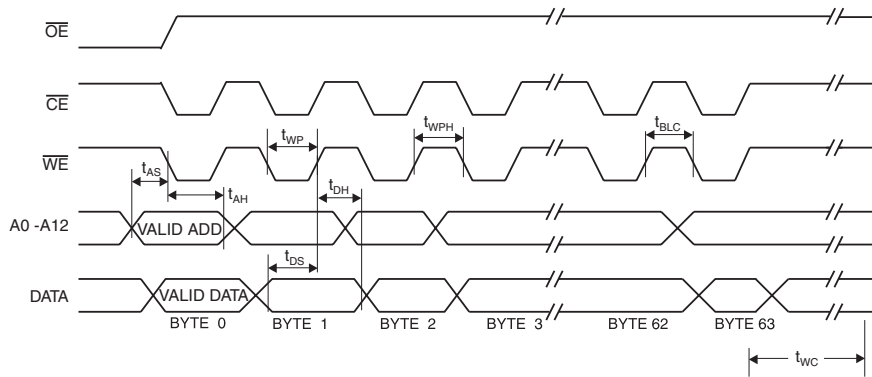 OE
CE
tWP
tWPH
tBLC
WE
tAS
tAH
tDH
A0 -A12
VALID ADD
tDS
DATA
VALID DATA
BYTE 0
BYTE 1
BYTE 2
BYTE 3
BYTE 62
BYTE 63
tWC